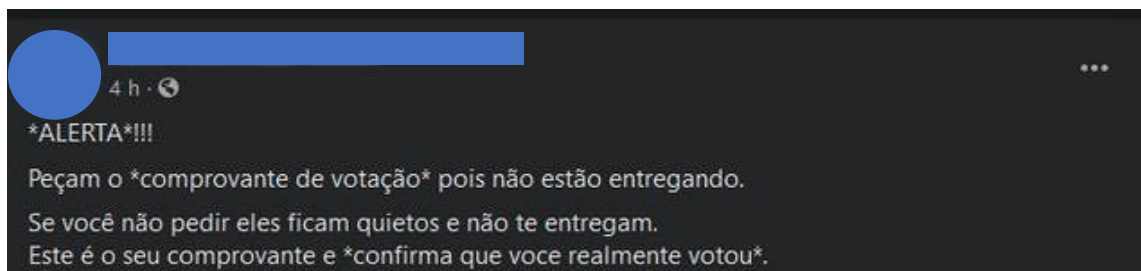 4 h ·
*ALERTA*!!!
Peçam o *comprovante de votação* pois não estão entregando.
Se você não pedir eles ficam quietos e não te entregam.
Este é o seu comprovante e *confirma que voce realmente votou*.